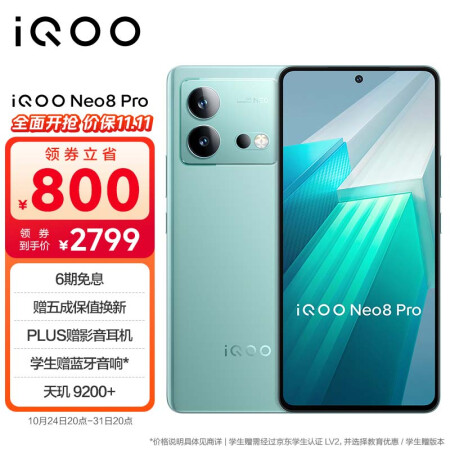 iQOO
iQOO Neo8 Pro
全面开抢 价保11.11
领券立省
¥800
领券
到手价
¥2799
6期免息
赠五成保值换新
PLUS赠影音耳机
学生赠蓝牙音响*
天玑 9200+
10月24日20点-31日20点
iQOO
iQOO Neo8 Pro
*价格说明具体见商详 | 学生赠需经过京东学生认证 LV2, 并选择教育优惠 / 学生赠版本